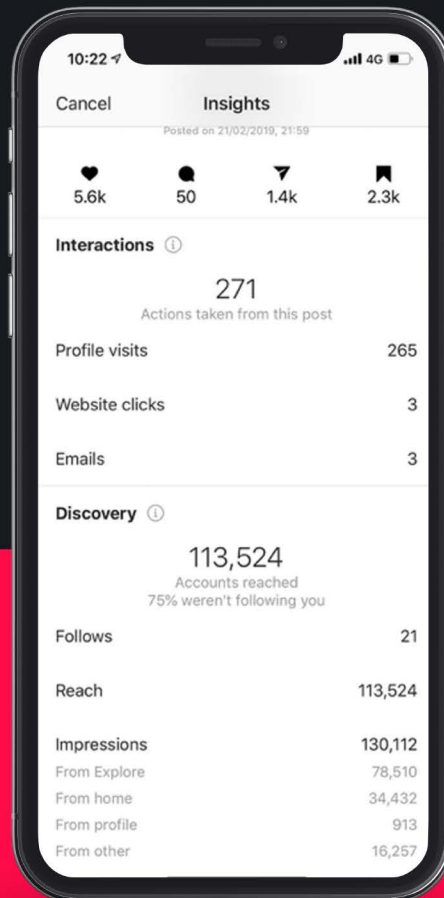 10:22 4G
Cancel Insights
Posted on 21/02/2019, 21:59
5.6k 50 1.4k 2.3k
Interactions
271
Actions taken from this post
Profile visits 265
Website clicks 3
Emails 3
Discovery
113,524
Accounts reached
75% weren't following you
Follows 21
Reach 113,524
Impressions 130,112
From Explore 78,510
From home 34,432
From profile 913
From other 16,257